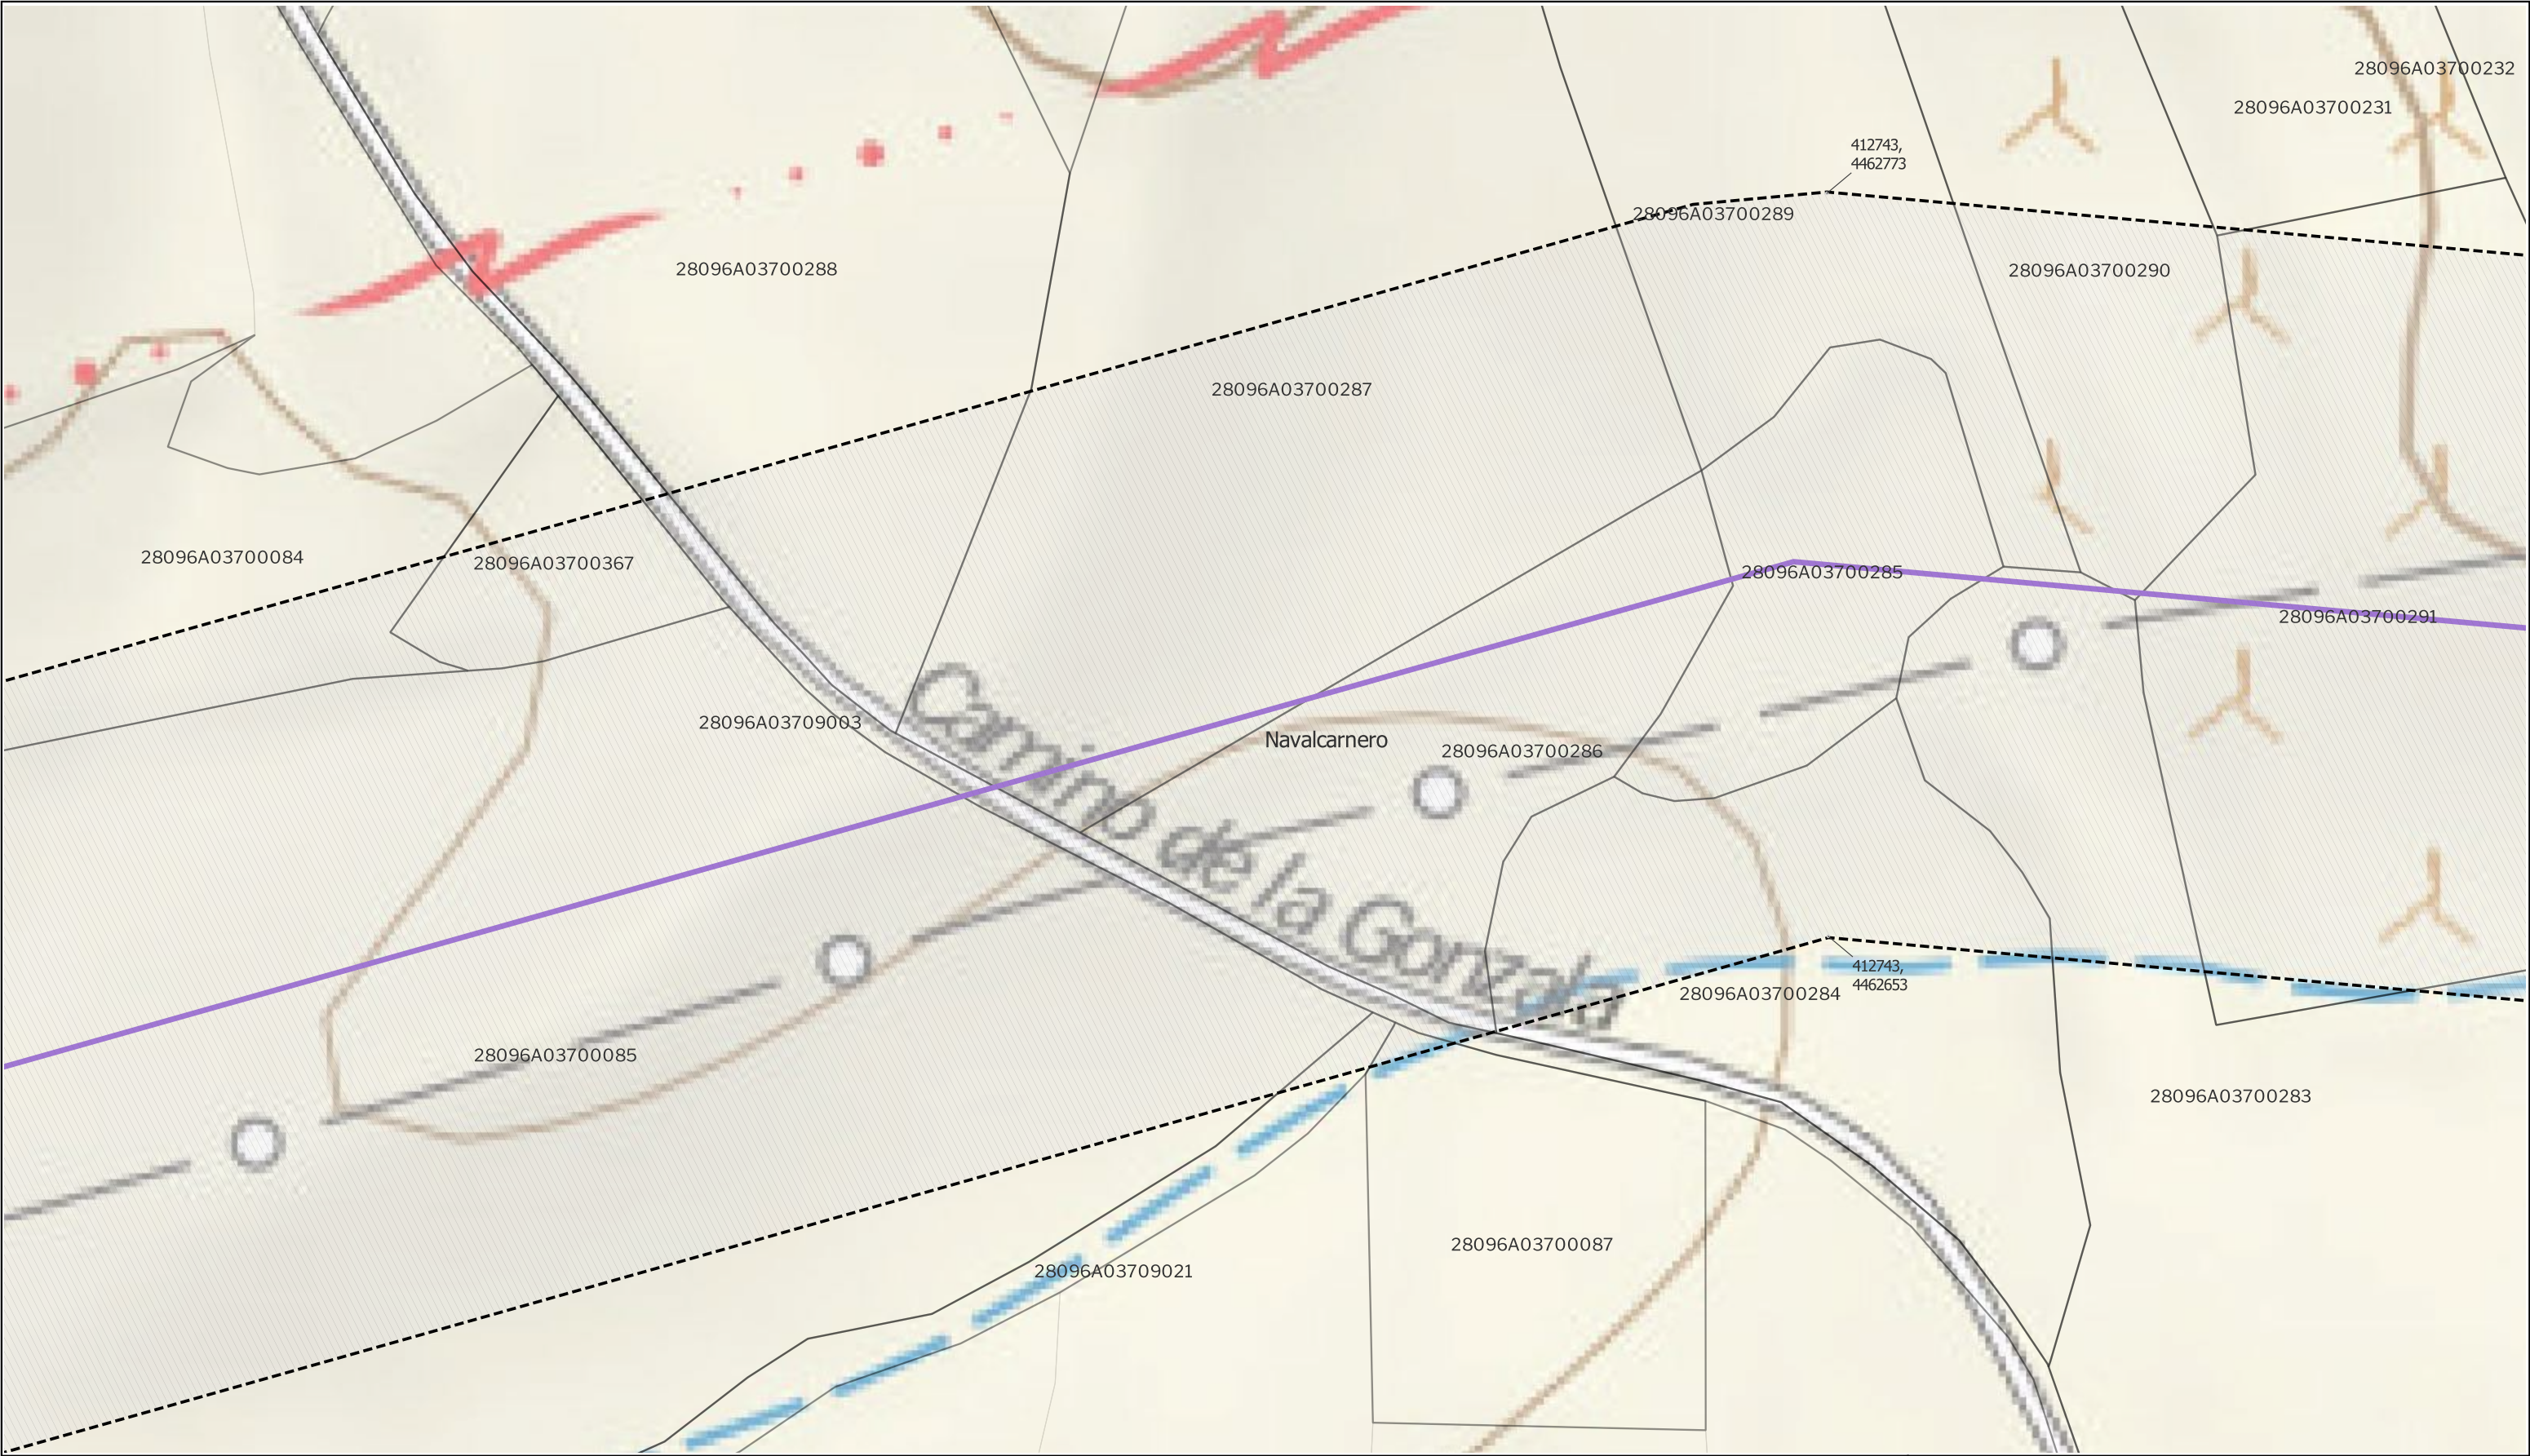 28096A03700232
28096A03700231
412743,
4462773
28096A03700289
28096A03700288
28096A03700290
28096A03700287
28096A03700084
28096A03700367
28096A03700285
28096A03700291
28096A03709003
Camino de la Gonzala
Navalcarnero
28096A03700286
412743,
4462653
28096A03700284
28096A03700085
28096A03700283
28096A03700087
28096A03709021